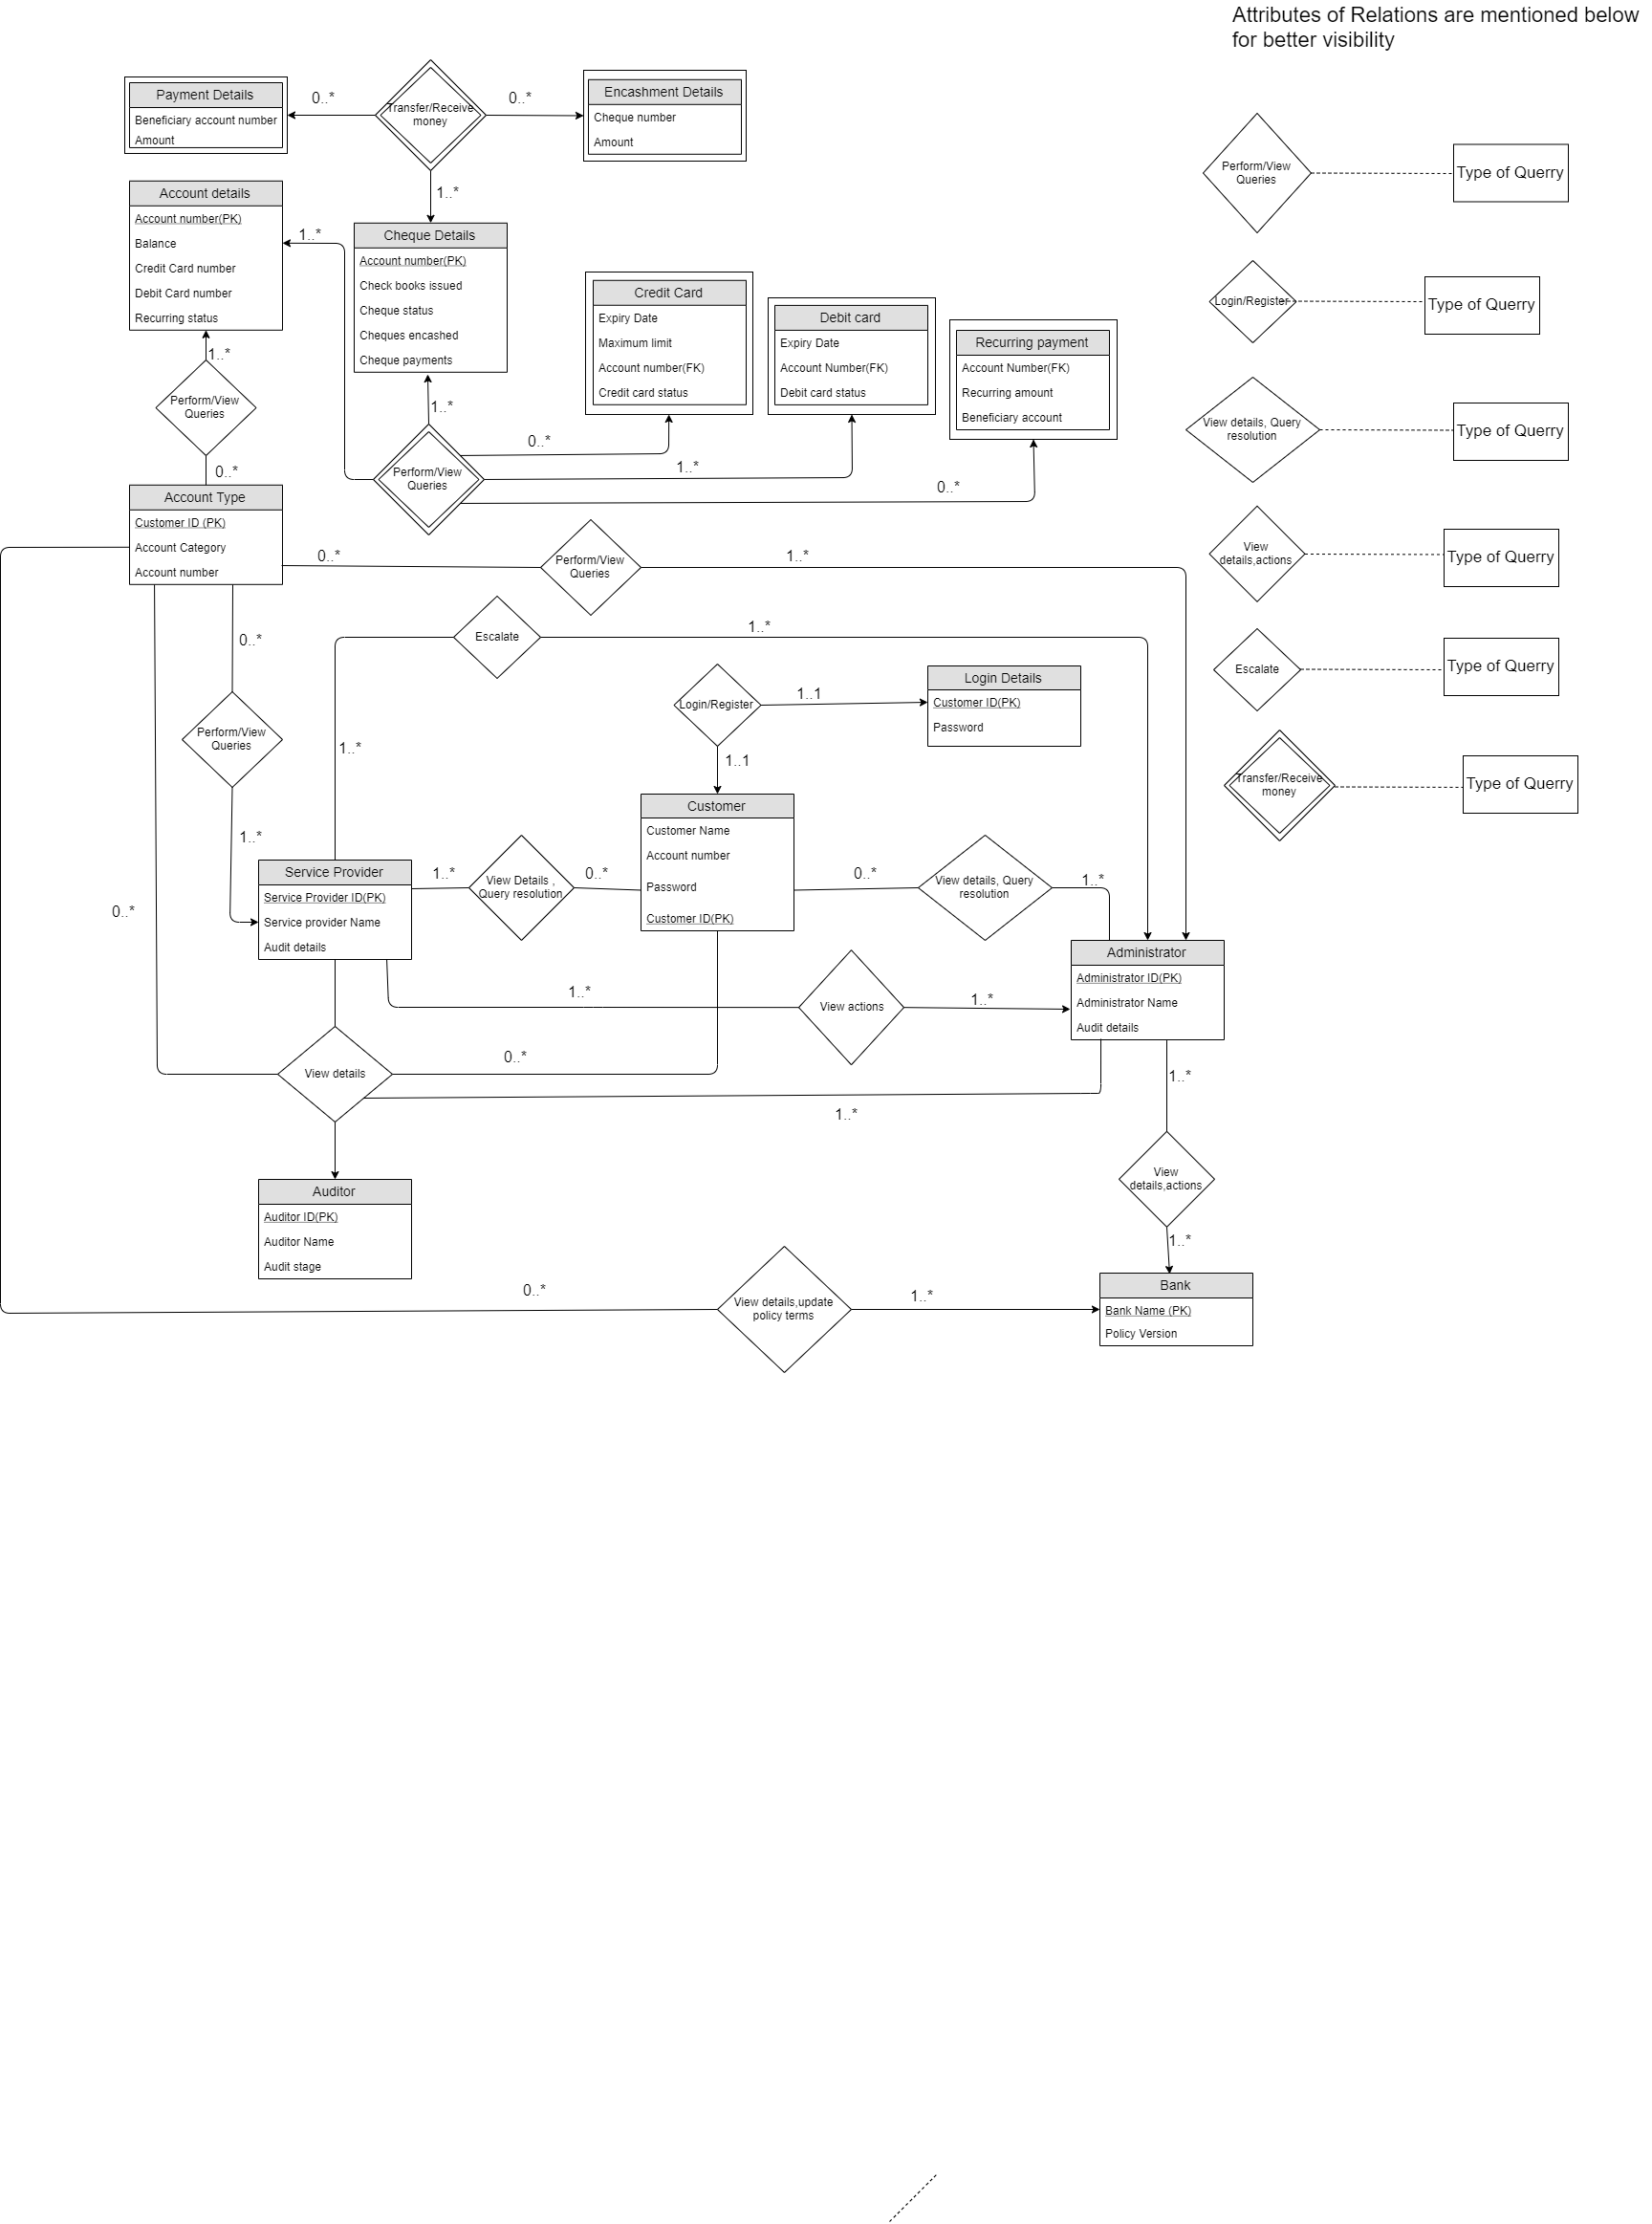 Attributes of Relations are mentioned below
for better visibility
Payment Details
Beneficiary account number
Amount
0..*
Transfer/Receive
money
0..*
Encashment Details
Cheque number
Amount
1..*
Account details
Account number(PK)
Balance
Credit Card number
Debit Card number
Recurring status
1..*
Cheque Details
Account number(PK)
Check books issued
Cheque status
Cheques encashed
Cheque payments
Credit Card
Expiry Date
Maximum limit
Account number(FK)
Credit card status
Debit card
Expiry Date
Account Number(FK)
Debit card status
Recurring payment
Account Number(FK)
Recurring amount
Beneficiary account
1..*
Perform/View
Queries
0..*
1..*
Perform/View
Queries
0..*
1..*
0..*
Account Type
Customer ID (PK)
Account Category
Account number
0..*
Perform/View
Queries
1..*
Escalate
1..*
1..*
0..*
Perform/View
Queries
1..*
Login/Register
1..1
Login Details
Customer ID(PK)
Password
1..1
Customer
Customer Name
Account number
Password
Customer ID(PK)
Service Provider
Service Provider ID(PK)
Service provider Name
Audit details
1..*
View Details ,
Query resolution
0..*
0..*
View details, Query
resolution
1..*
0..*
Administrator
Administrator ID(PK)
Administrator Name
Audit details
1..*
View actions
1..*
View details
0..*
1..*
1..*
View
details,actions
1..*
Auditor
Auditor ID(PK)
Auditor Name
Audit stage
0..*
View details,update
policy terms
1..*
Bank
Bank Name (PK)
Policy Version
Perform/View
Queries
Type of Querry
Login/Register
Type of Querry
View details, Query
resolution
Type of Querry
View
details,actions
Type of Querry
Escalate
Type of Querry
Transfer/Receive
money
Type of Querry